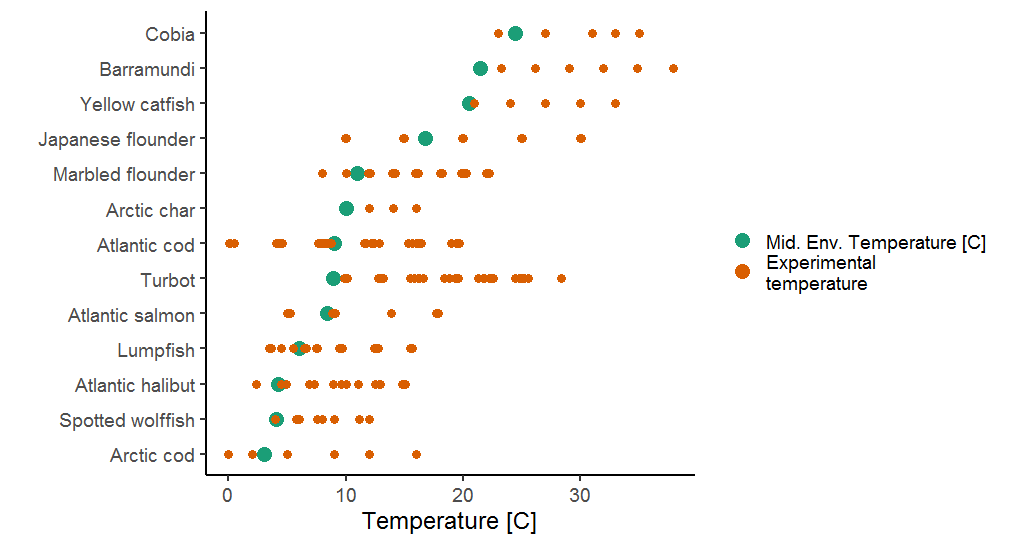 Cobia
Barramundi
Yellow catfish
Japanese flounder
Marbled flounder
Arctic char
Atlantic cod
Turbot
Atlantic salmon
Lumpfish
Atlantic halibut
Spotted wolffish
Arctic cod
0 10 20 30
Temperature [C]
Mid. Env. Temperature [C]
Experimental
temperature